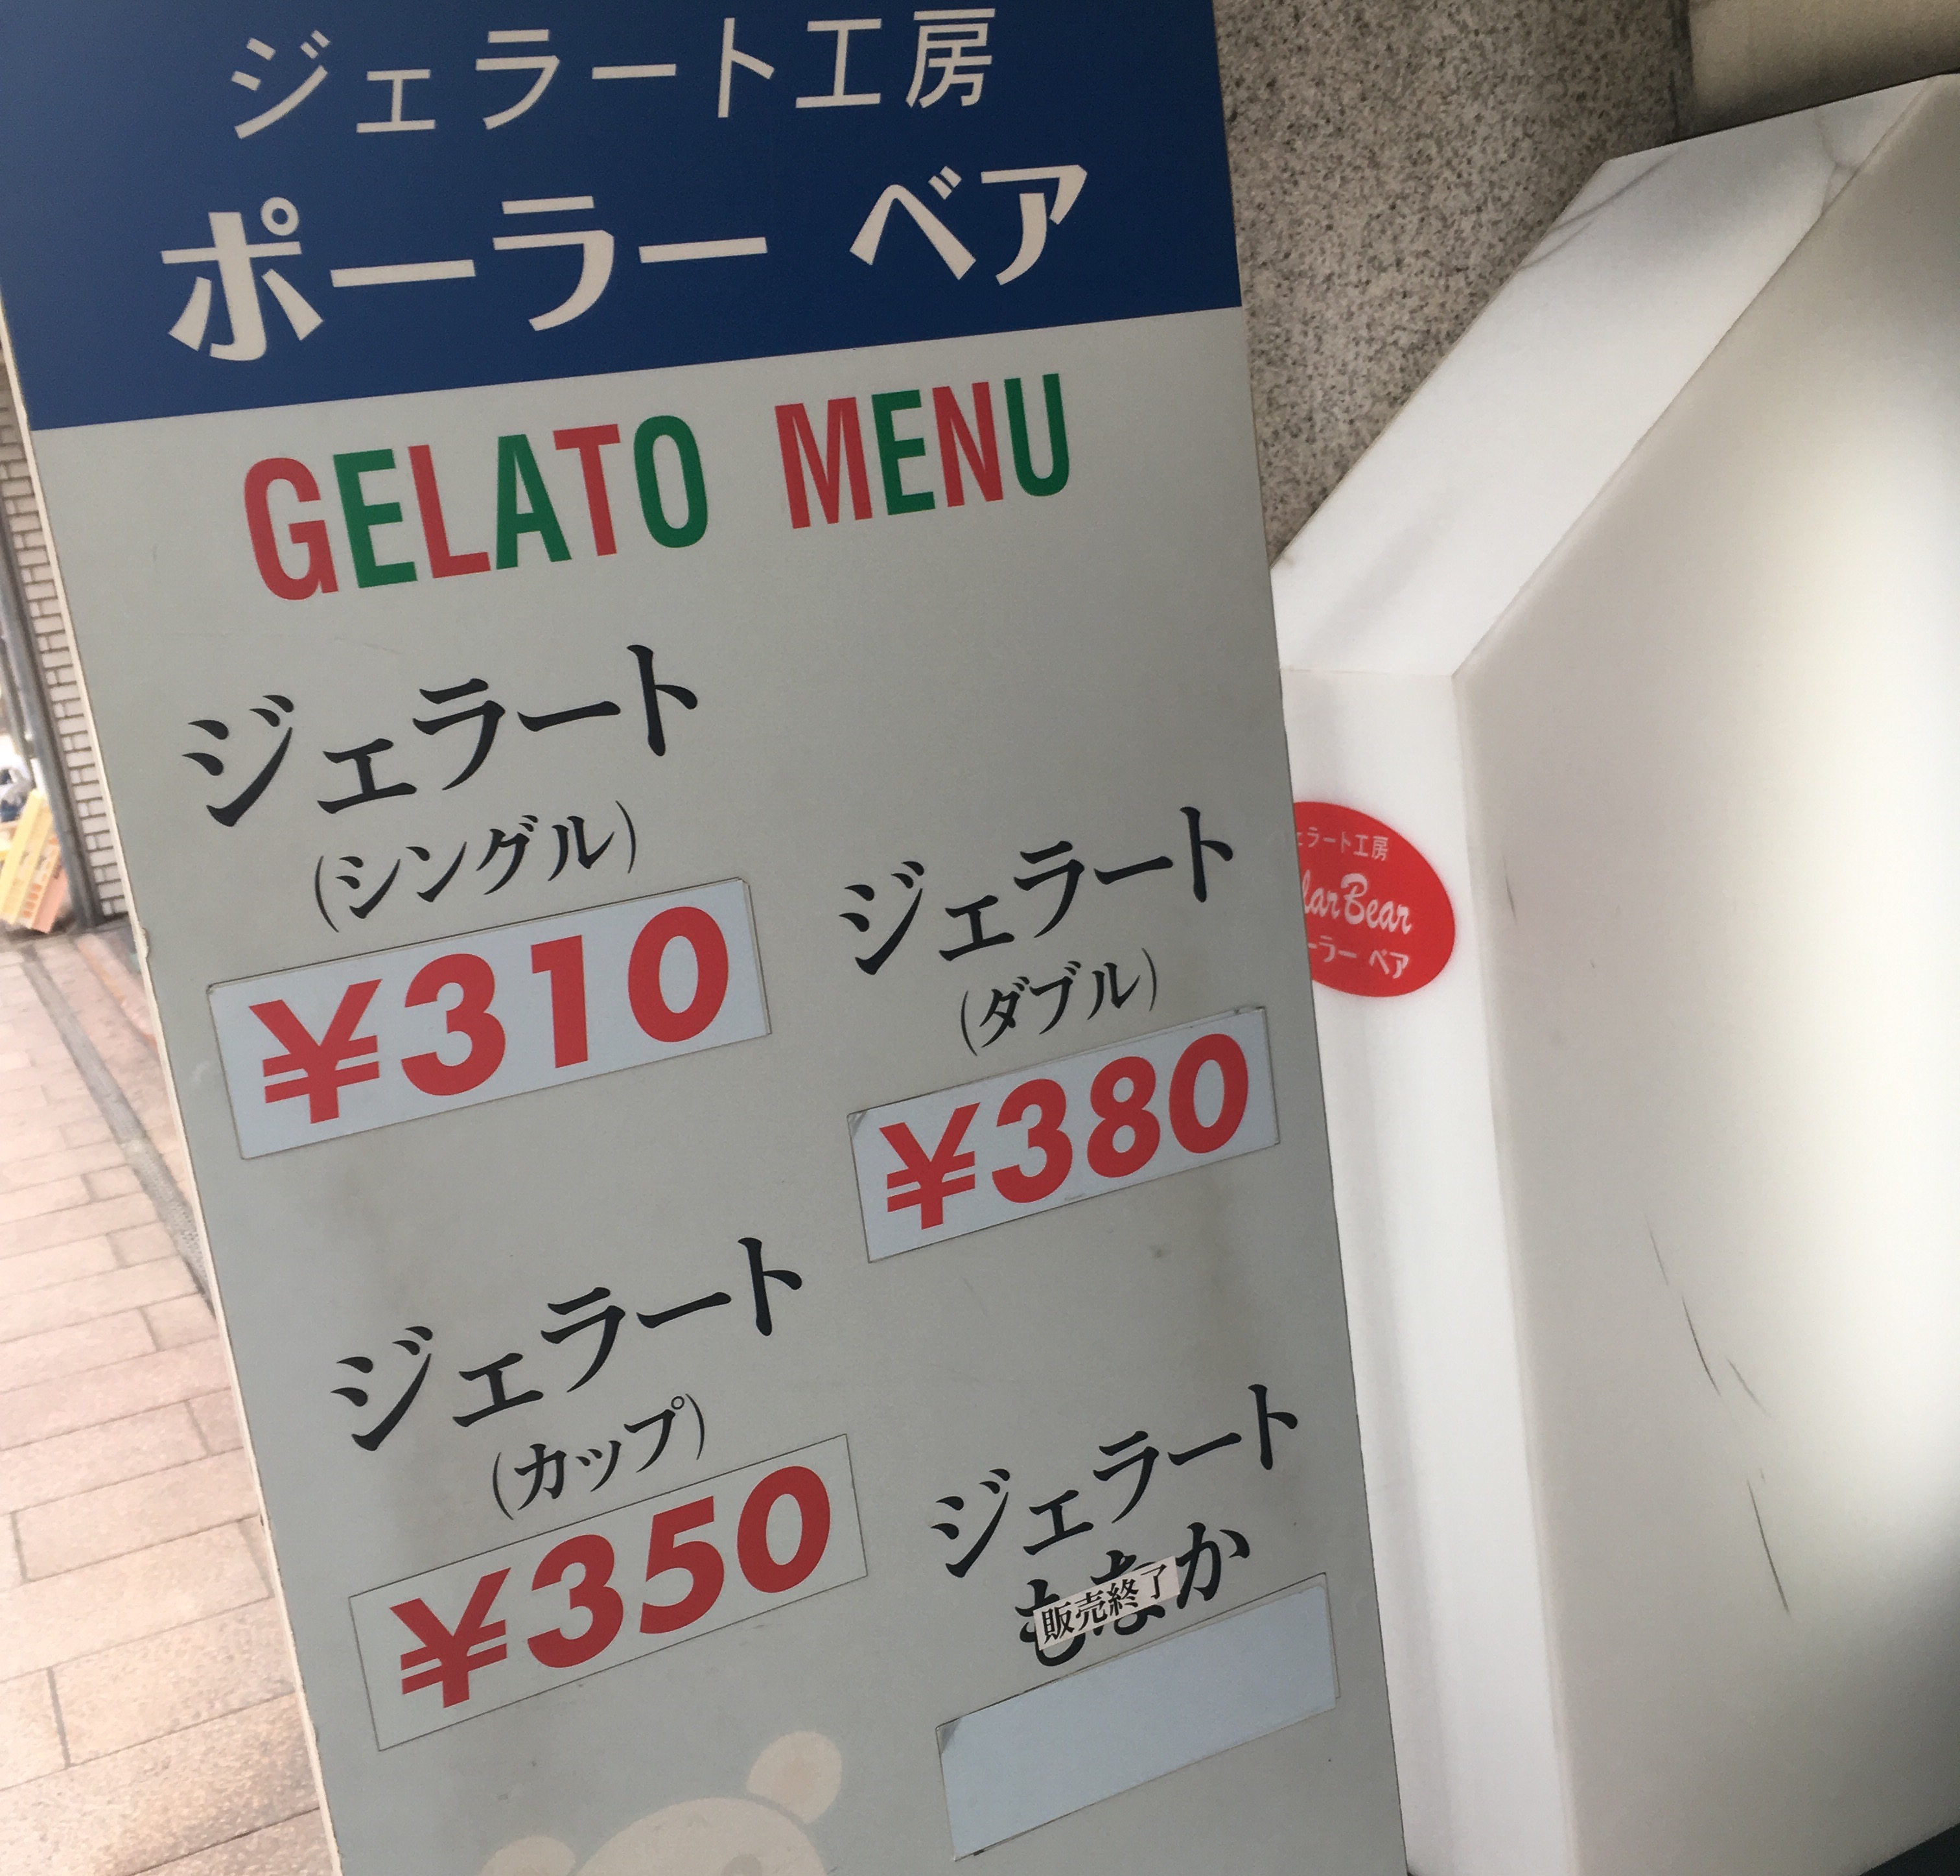 ジェラート工房
ポーラー ベア
GELATO MENU
ジェラート
(シングル)
¥310
ジェラート
(ダブル)
¥380
ジェラート
(カップ)
¥350
ジェラート
もなか
販売終了
ェラート工房
larBear
ーラー ベア